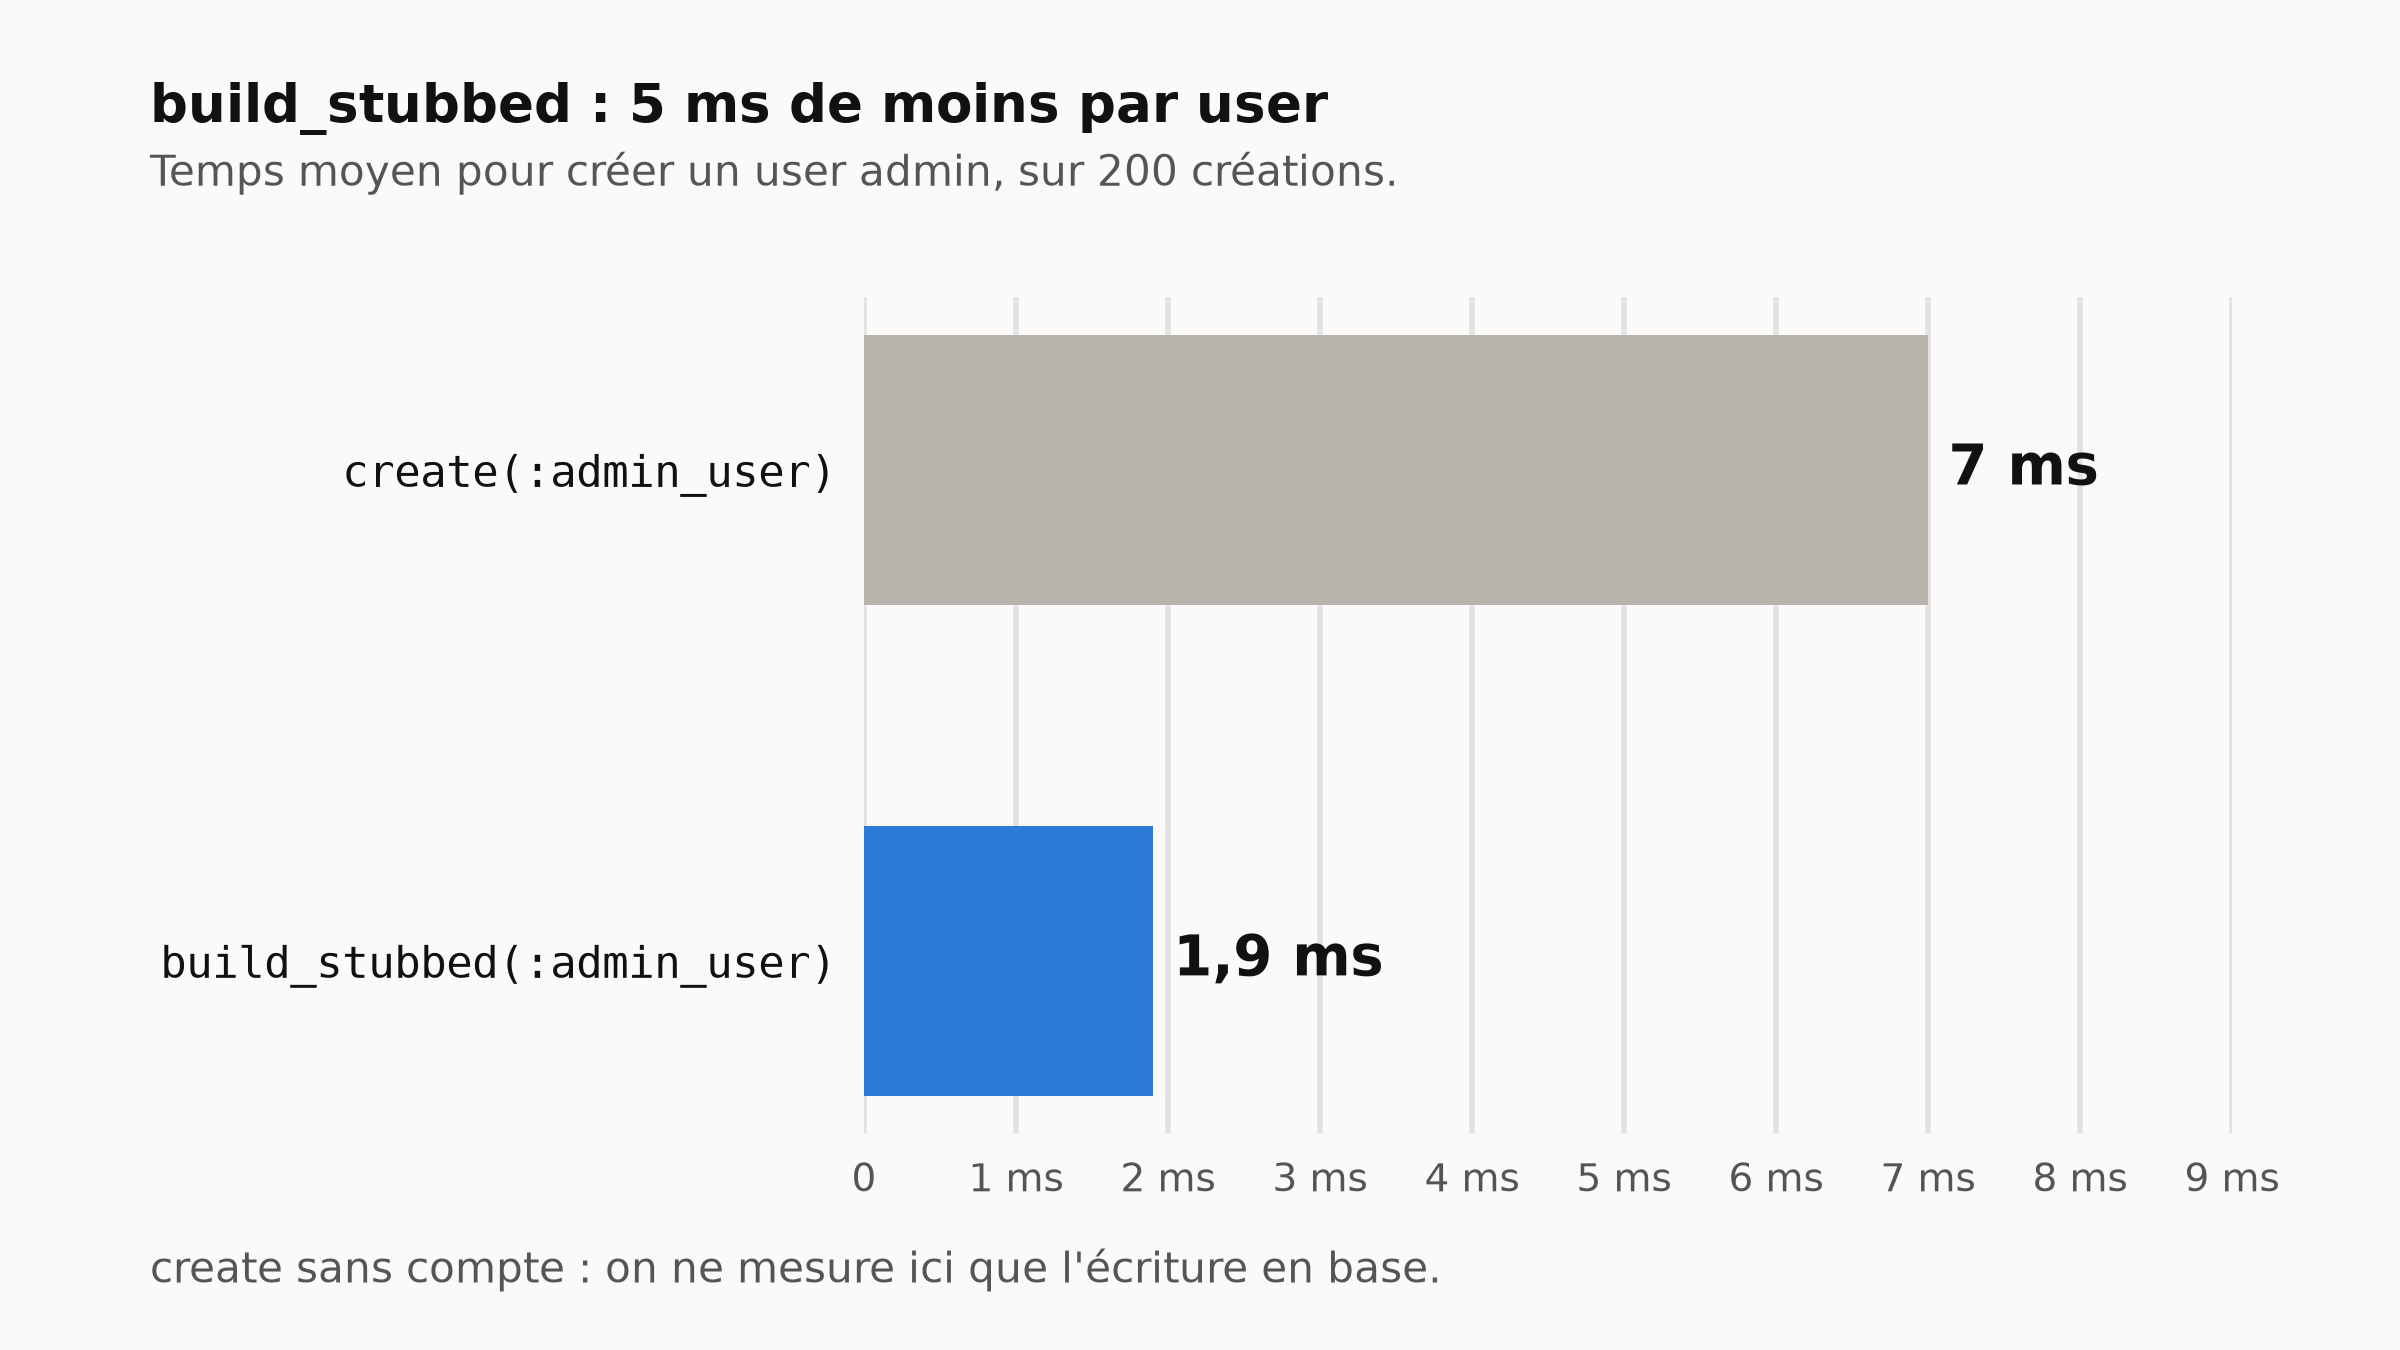 build_stubbed : 5 ms de moins par user
Temps moyen pour créer un user admin, sur 200 créations.
create(:admin_user)
7 ms
build_stubbed(:admin_user)
1,9 ms
0 1 ms 2 ms 3 ms 4 ms 5 ms 6 ms 7 ms 8 ms 9 ms
create sans compte : on ne mesure ici que l'écriture en base.